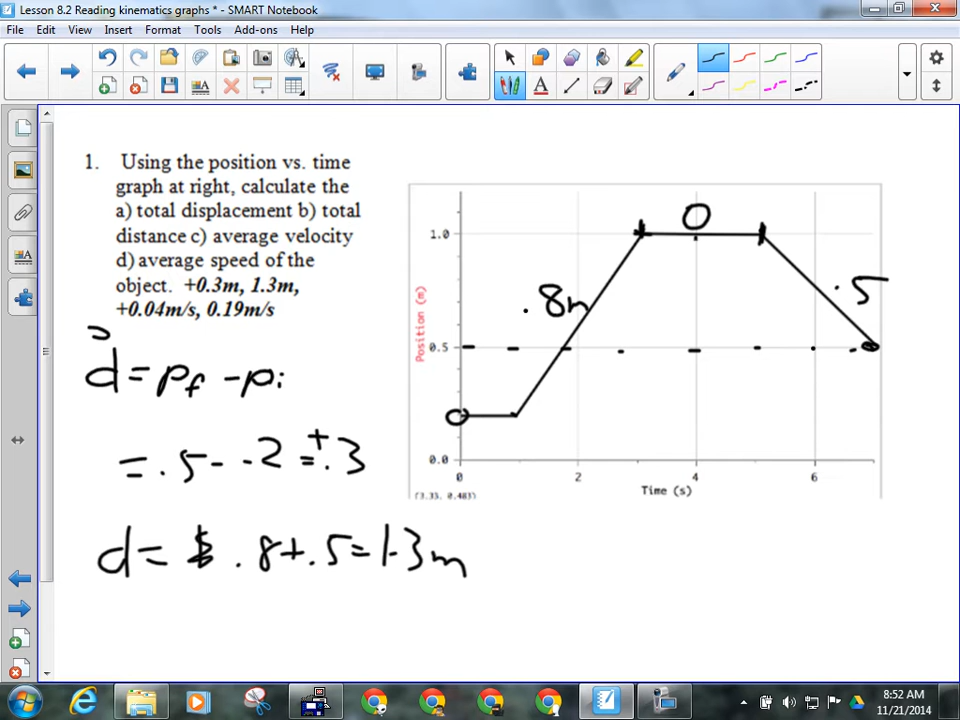 Lesson 8.2 Reading kinematics graphs * - SMART Notebook
File Edit View Insert Format Tools Add-ons Help
1. Using the position vs. time
graph at right, calculate the
a) total displacement b) total
distance c) average velocity
d) average speed of the
object. +0.3m, 1.3m,
+0.04m/s, 0.19m/s
d = pf - pi
= .5 - .2 = +.3
d = .8 + .5 = 1.3m
0
1.0
.5
.8m
Position (m)
0.5
0.0
0 2 4 6
(3.33, 0.483)
Time (s)
8:52 AM
11/21/2014